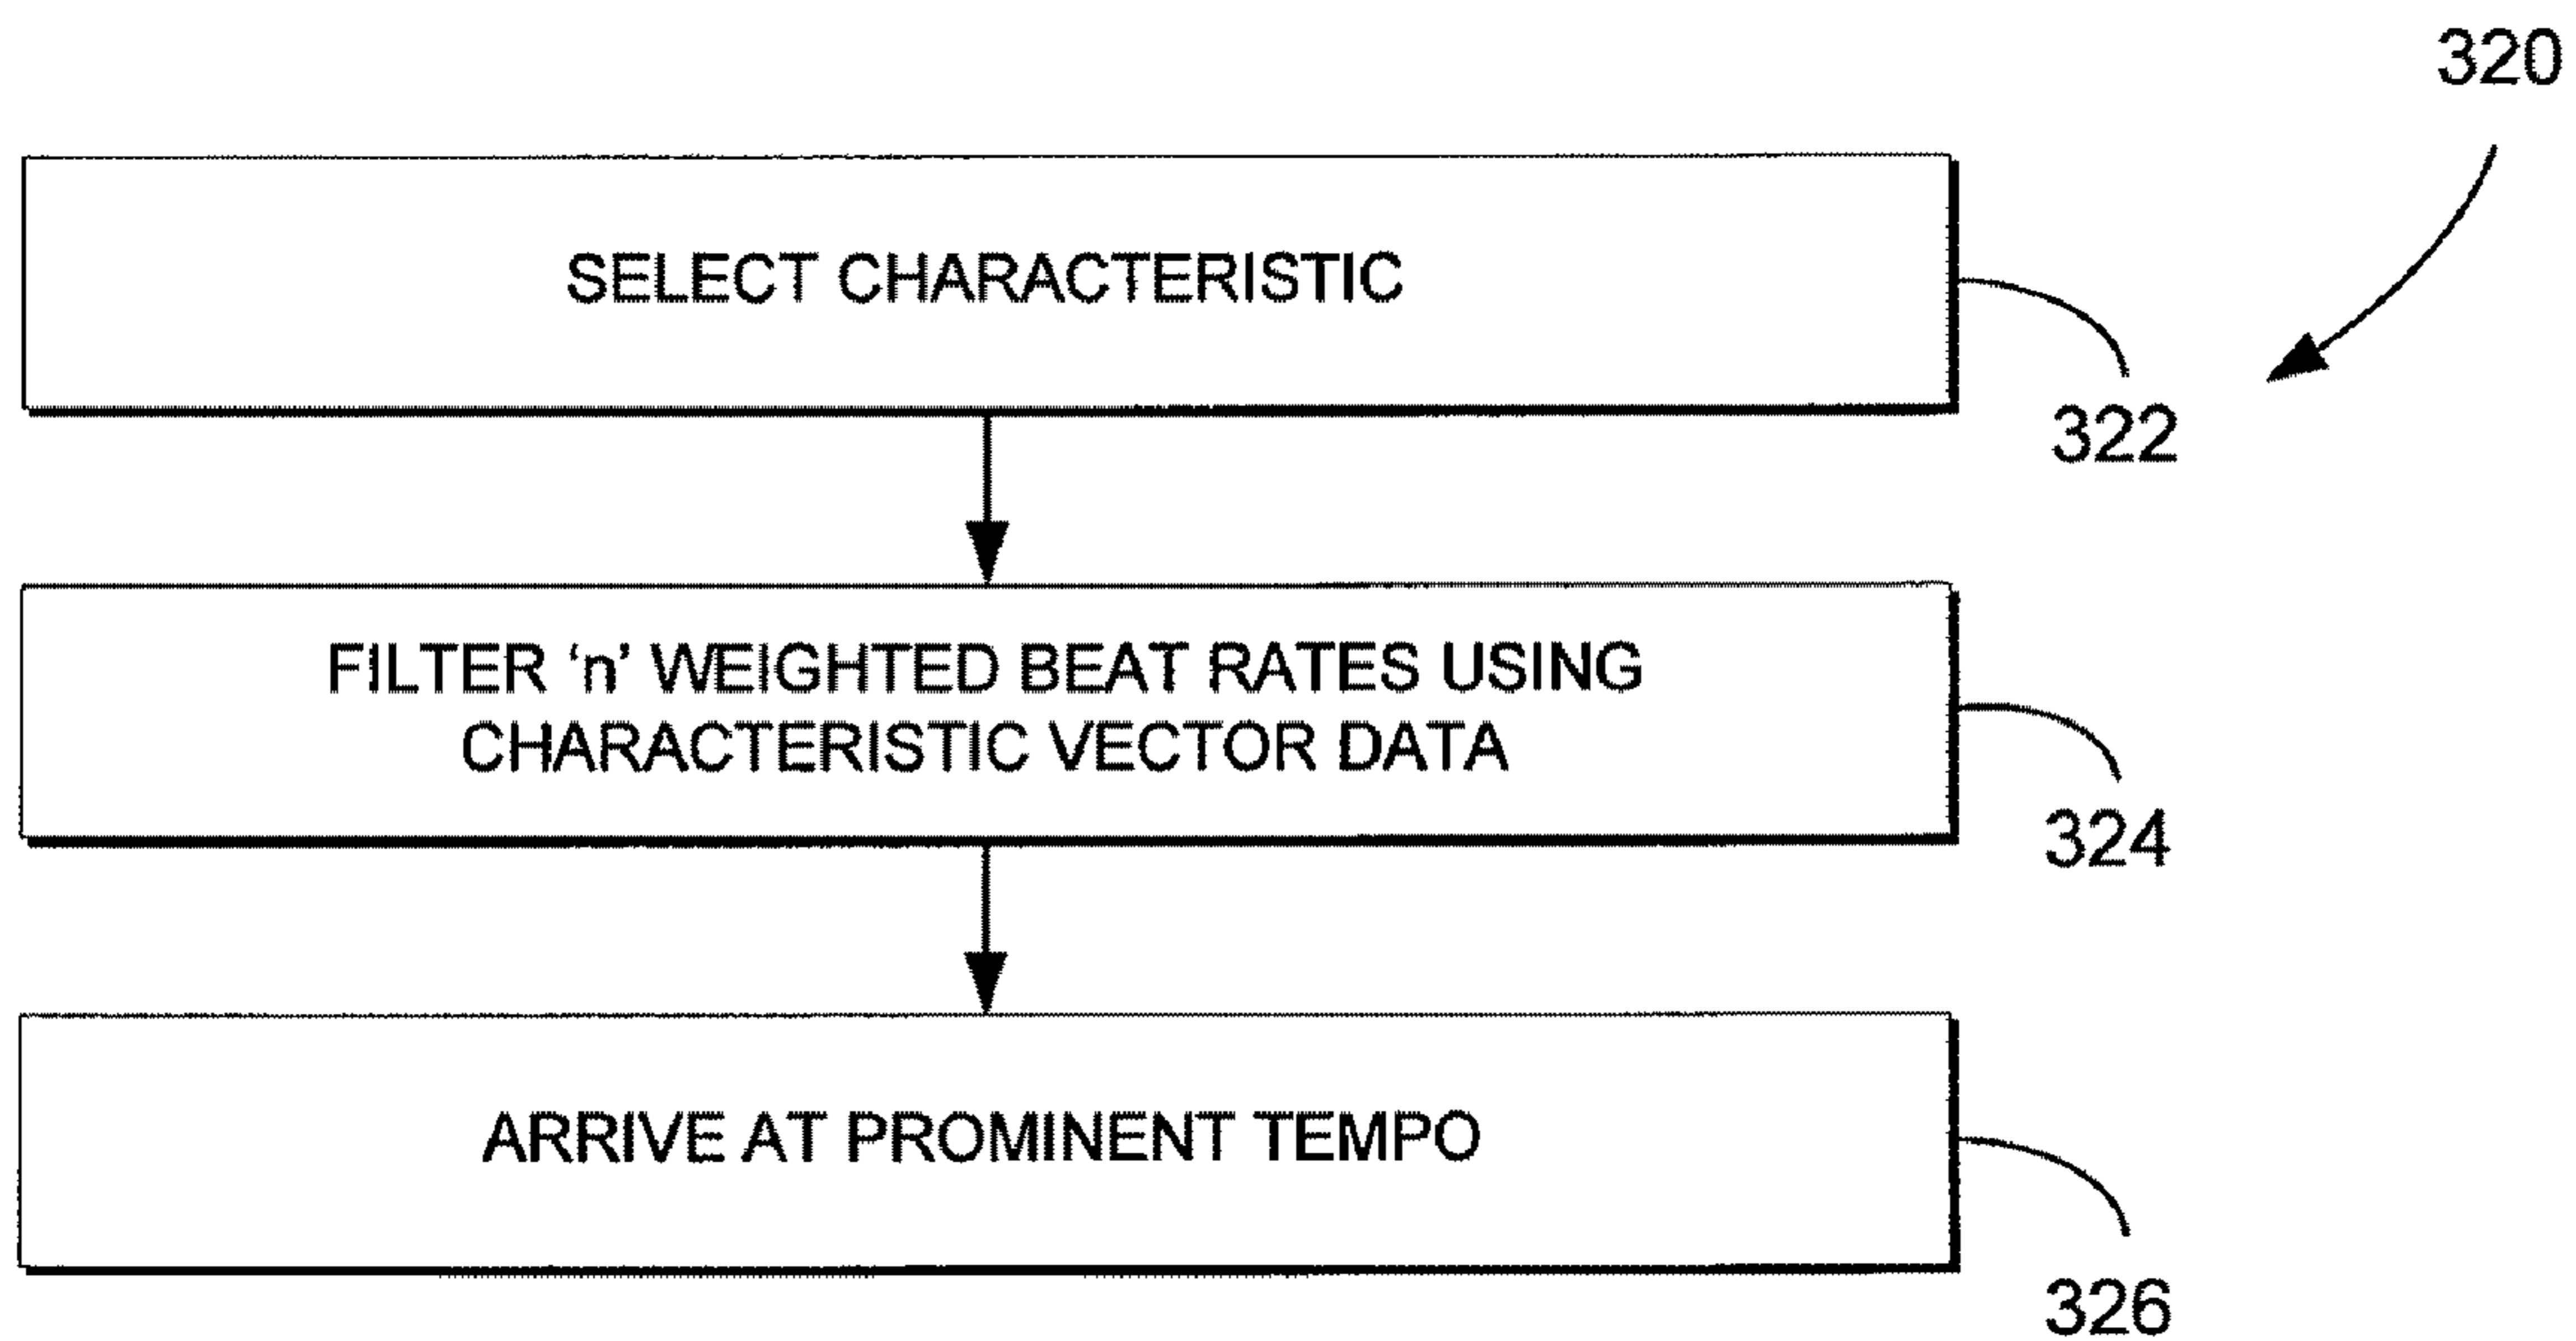 320
SELECT CHARACTERISTIC
322
FILTER ‘n’ WEIGHTED BEAT RATES USING
CHARACTERISTIC VECTOR DATA
324
ARRIVE AT PROMINENT TEMPO
326